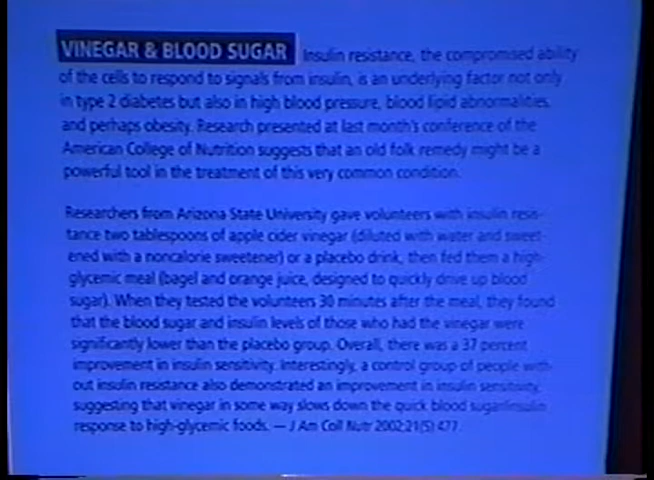 VINEGAR & BLOOD SUGAR Insulin resistance, the compromised ability
of the cells to respond to signals from insulin, is an underlying factor not only
in type 2 diabetes but also in high blood pressure, blood lipid abnormalities,
and perhaps obesity. Research presented at last month's conference of the
American College of Nutrition suggests that an old folk remedy might be a
powerful tool in the treatment of this very common condition.
Researchers from Arizona State University gave volunteers with insulin resis-
tance two tablespoons of apple cider vinegar (diluted with water and sweet-
ened with a noncalorie sweetener) or a placebo drink, then fed them a high-
glycemic meal (bagel and orange juice, designed to quickly drive up blood
sugar). When they tested the volunteers 30 minutes after the meal, they found
that the blood sugar and insulin levels of those who had the vinegar were
significantly lower than the placebo group. Overall, there was a 37 percent
improvement in insulin sensitivity. Interestingly, a control group of people with-
out insulin resistance also demonstrated an improvement in insulin sensitivity,
suggesting that vinegar in some way slows down the quick blood sugar/insulin
response to high-glycemic foods. — J Am Coll Nutr 2002;21(5):477.